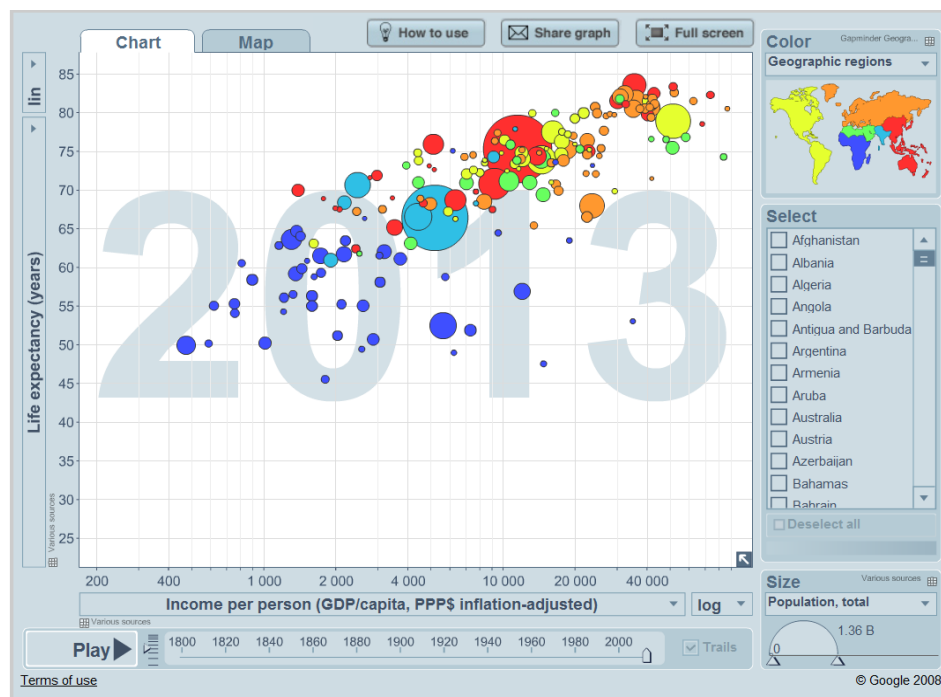 Chart
Map
How to use
Share graph
Full screen
Color
Gapminder Geogra...
Geographic regions
lin
Life expectancy (years)
Various sources
85
80
75
70
65
60
55
50
45
40
35
30
25
2013
200
400
1 000
2 000
4 000
10 000
20 000
40 000
Income per person (GDP/capita, PPP$ inflation-adjusted)
log
Various sources
Select
Afghanistan
Albania
Algeria
Angola
Antigua and Barbuda
Argentina
Armenia
Aruba
Australia
Austria
Azerbaijan
Bahamas
Bahrain
Deselect all
Size
Various sources
Population, total
1.36 B
0
Play
1800 1820 1840 1860 1880 1900 1920 1940 1960 1980 2000
Trails
Terms of use
© Google 2008